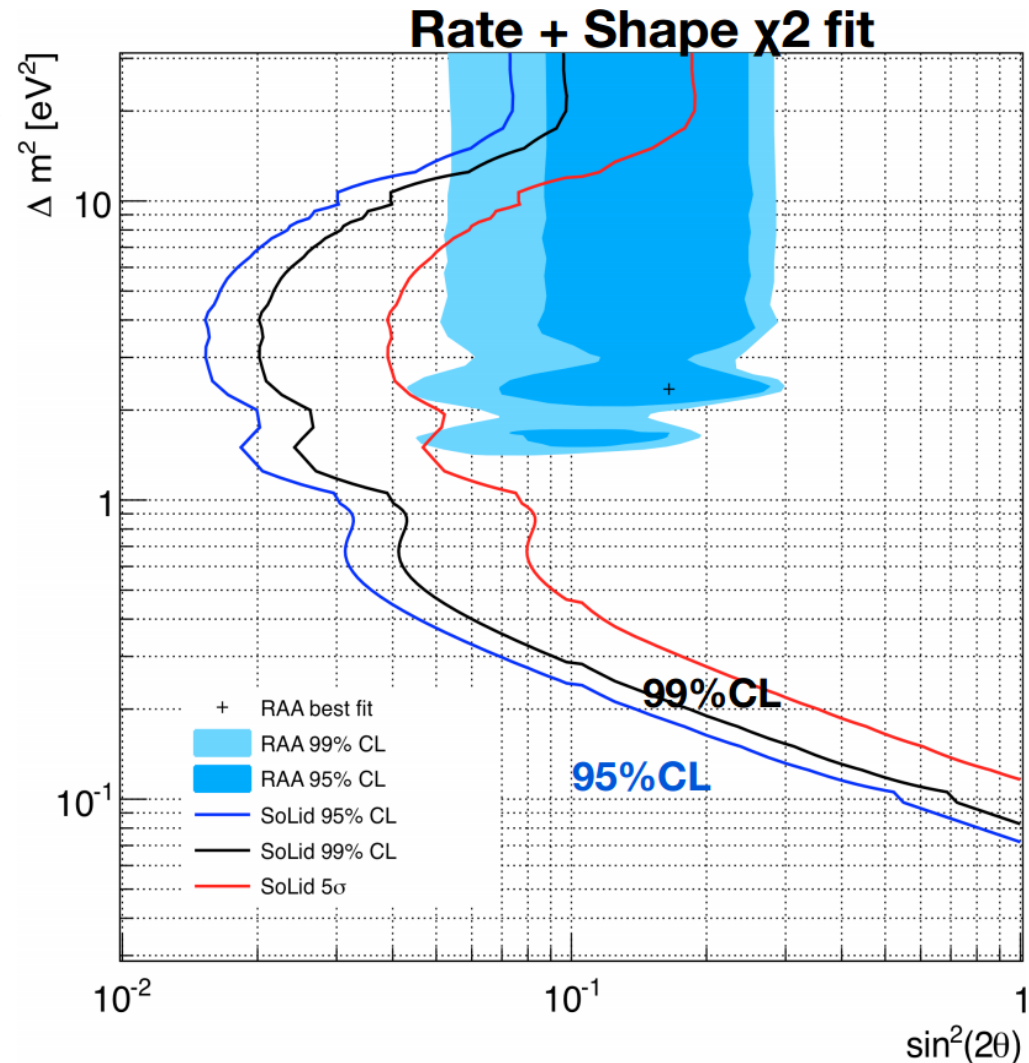 Rate + Shape χ2 fit
Δ m² [eV²]
10
1
10⁻¹
99%CL
95%CL
+ RAA best fit
RAA 99% CL
RAA 95% CL
SoLid 95% CL
SoLid 99% CL
SoLid 5σ
10⁻² 10⁻¹ 1
sin²(2θ)